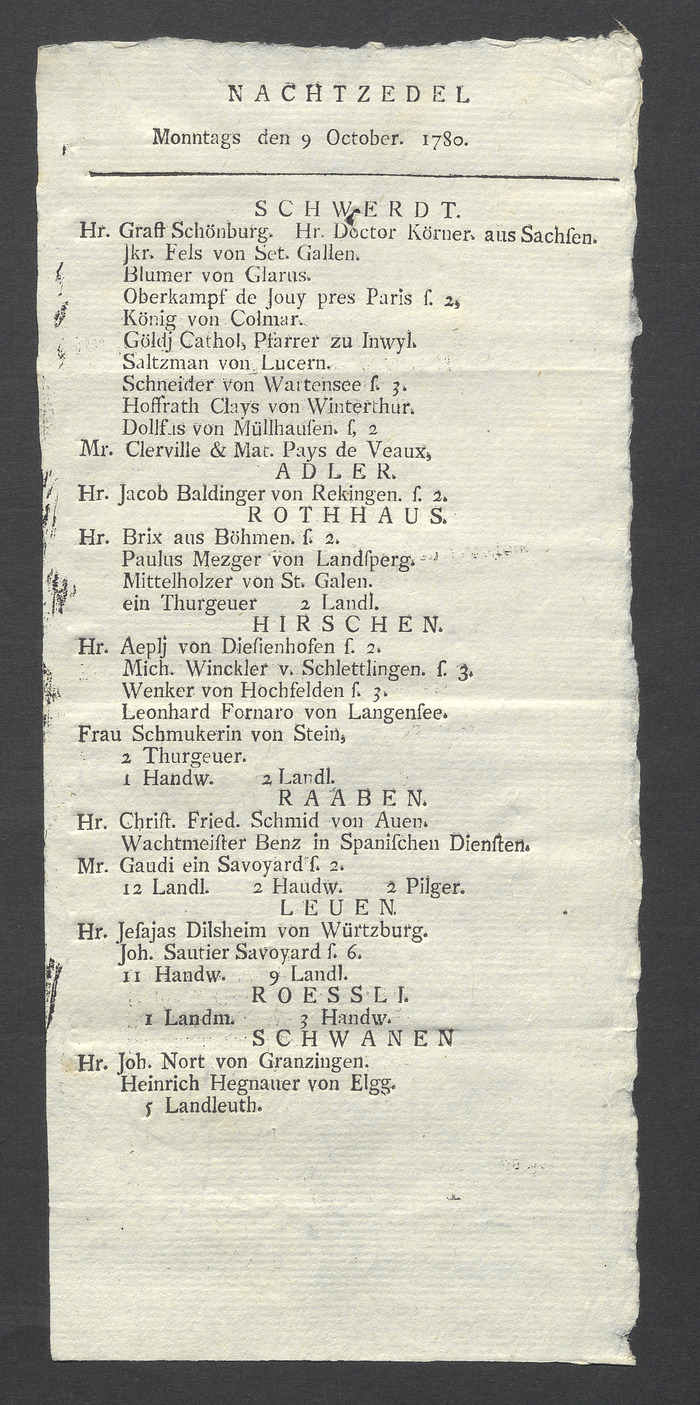 NACHTZEDEL
Monntags den 9 October. 1780.
SCHWERDT.
Hr. Graff Schönburg. Hr. Doctor Körner. aus Sachſen.
Jkr. Fels von Sct. Gallen.
Blumer von Glarus.
Oberkampf de Jouy pres Paris ſ. 2,
König von Colmar.
Göldj Cathol, Pfarrer zu Inwyl.
Saltzman von Lucern.
Schneider von Wartensee ſ. 3.
Hoffrath Clays von Winterthur.
Dollfus von Müllhauſen. ſ, 2
Mr. Clerville & Mat. Pays de Veaux,
ADLER.
Hr. Jacob Baldinger von Rekingen. ſ. 2.
ROTHHAUS.
Hr. Brix aus Böhmen. ſ. 2.
Paulus Mezger von Landſperg.
Mittelholzer von St. Galen.
ein Thurgeuer 2 Landl.
HIRSCHEN.
Hr. Aeplj von Dieſienhofen ſ. 2.
Mich. Winckler v. Schlettlingen. ſ. 3.
Wenker von Hochfelden ſ. 3.
Leonhard Fornaro von Langenſee.
Frau Schmukerin von Stein,
2 Thurgeuer.
1 Handw. 2 Landl.
RAABEN.
Hr. Chriſt. Fried. Schmid von Auen.
Wachtmeiſter Benz in Spaniſchen Dienſten.
Mr. Gaudi ein Savoyard ſ. 2.
12 Landl. 2 Haudw. 2 Pilger.
LEUEN.
Hr. Jeſajas Dilsheim von Würtzburg.
Joh. Sautier Savoyard ſ. 6.
11 Handw. 9 Landl.
ROESSLI.
1 Landm. 3 Handw.
SCHWANEN
Hr. Joh. Nort von Granzingen.
Heinrich Hegnauer von Elgg.
5 Landleuth.